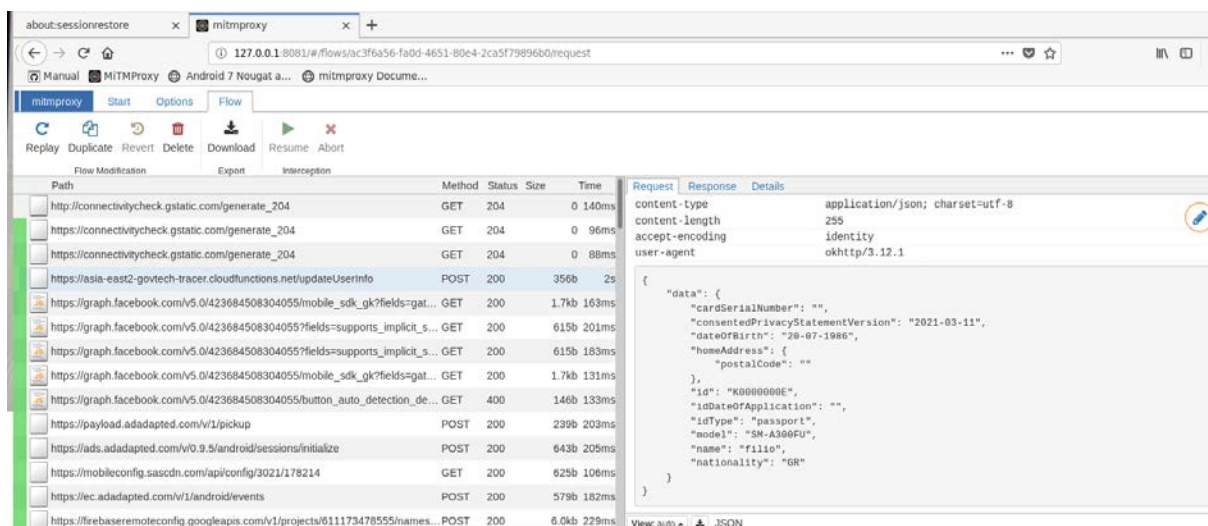 about:sessionrestore × mitmproxy × +
127.0.0.1:8081/#/flows/ac3f6a56-fa0d-4651-80e4-2ca5f79896b0/request
Manual MiTMProxy Android 7 Nougat a... mitmproxy Docume...
mitmproxy Start Options Flow
Replay Duplicate Revert Delete Download Resume Abort
Flow Modification Export Interception
Path Method Status Size Time
http://connectivitycheck.gstatic.com/generate_204 GET 204 0 140ms
https://connectivitycheck.gstatic.com/generate_204 GET 204 0 96ms
https://connectivitycheck.gstatic.com/generate_204 GET 204 0 88ms
https://asia-east2-govtech-tracer.cloudfunctions.net/updateUserInfo POST 200 356b 2s
https://graph.facebook.com/v5.0/423684508304055/mobile_sdk_gk?fields=gat... GET 200 1.7kb 163ms
https://graph.facebook.com/v5.0/423684508304055?fields=supports_implicit_s... GET 200 615b 201ms
https://graph.facebook.com/v5.0/423684508304055?fields=supports_implicit_s... GET 200 615b 183ms
https://graph.facebook.com/v5.0/423684508304055/mobile_sdk_gk?fields=gat... GET 200 1.7kb 131ms
https://graph.facebook.com/v5.0/423684508304055/button_auto_detection_de... GET 400 146b 133ms
https://payload.adadapted.com/v/1/pickup POST 200 239b 203ms
https://ads.adadapted.com/v/0.9.5/android/sessions/initialize POST 200 643b 205ms
https://mobileconfig.sascdn.com/api/config/3021/178214 GET 200 625b 106ms
https://ec.adadapted.com/v/1/android/events POST 200 579b 182ms
https://firebaseremoteconfig.googleapis.com/v1/projects/611173478555/names... POST 200 6.0kb 229ms
Request Response Details
content-type application/json; charset=utf-8
content-length 255
accept-encoding identity
user-agent okhttp/3.12.1
{
"data": {
"cardSerialNumber": "",
"consentedPrivacyStatementVersion": "2021-03-11",
"dateOfBirth": "20-07-1986",
"homeAddress": {
"postalCode": ""
},
"id": "K0000000E",
"idDateOfApplication": "",
"idType": "passport",
"model": "SM-A300FU",
"name": "filio",
"nationality": "GR"
}
}
View: auto JSON